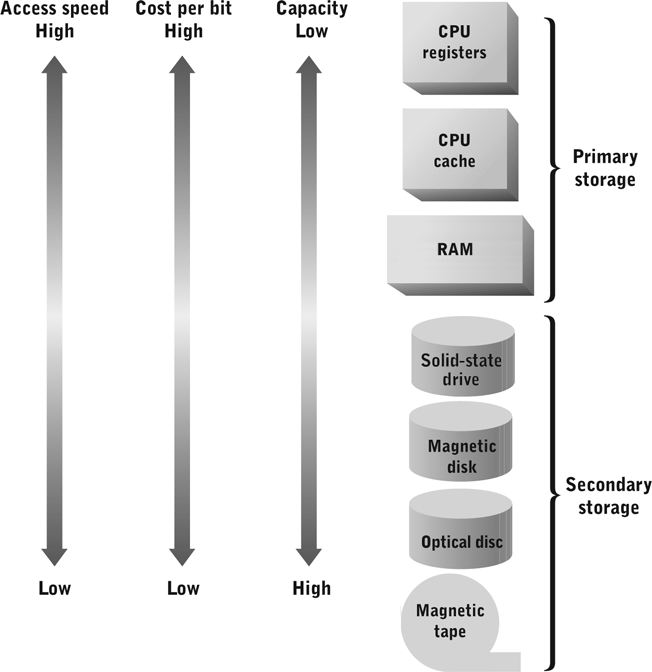 Access speed
High
Cost per bit
High
Capacity
Low
CPU
registers
CPU
cache
Primary
storage
RAM
Solid-state
drive
Magnetic
disk
Secondary
storage
Optical disc
Low
Low
High
Magnetic
tape